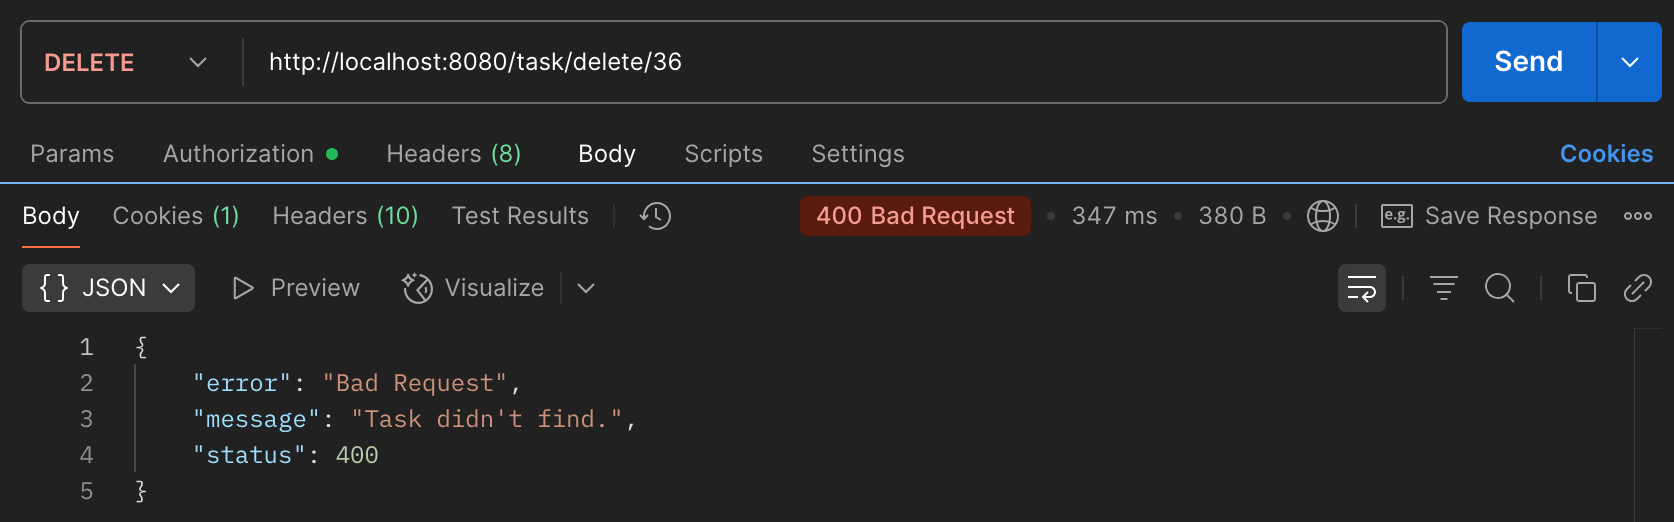 DELETE http://localhost:8080/task/delete/36 Send
Params Authorization Headers (8) Body Scripts Settings Cookies
Body Cookies (1) Headers (10) Test Results 400 Bad Request • 347 ms • 380 B • e.g. Save Response
{ } JSON Preview Visualize
1 {
2 "error": "Bad Request",
3 "message": "Task didn't find.",
4 "status": 400
5 }